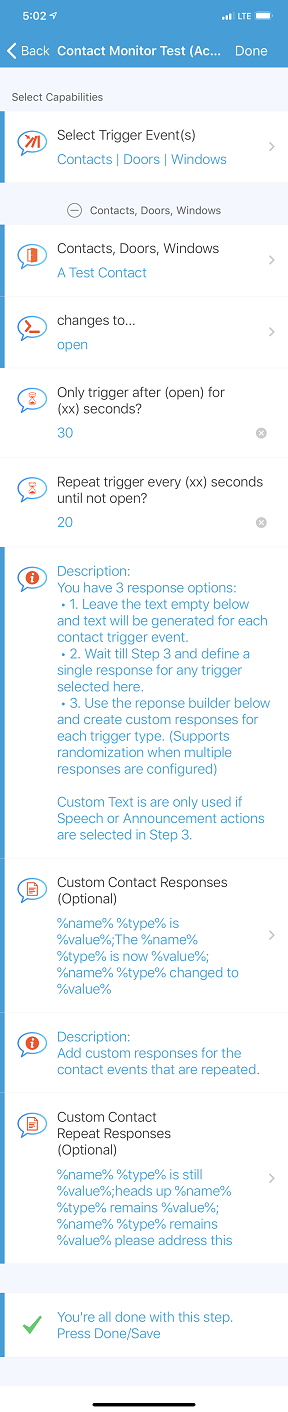 5:02
LTE
Back Contact Monitor Test (Ac... Done
Select Capabilities
Select Trigger Event(s)
Contacts | Doors | Windows
Contacts, Doors, Windows
Contacts, Doors, Windows
A Test Contact
changes to...
open
Only trigger after (open) for
(xx) seconds?
30
Repeat trigger every (xx) seconds
until not open?
20
Description:
You have 3 response options:
• 1. Leave the text empty below
and text will be generated for each
contact trigger event.
• 2. Wait till Step 3 and define a
single response for any trigger
selected here.
• 3. Use the reponse builder below
and create custom responses for
each trigger type. (Supports
randomization when multiple
responses are configured)
Custom Text is are only used if
Speech or Announcement actions
are selected in Step 3.
Custom Contact Responses
(Optional)
%name% %type% is
%value%;The %name%
%type% is now %value%;
%name% %type% changed to
%value%
Description:
Add custom responses for the
contact events that are repeated.
Custom Contact
Repeat Responses
(Optional)
%name% %type% is still
%value%;heads up %name%
%type% remains %value%;
%name% %type% remains
%value% please address this
You're all done with this step.
Press Done/Save